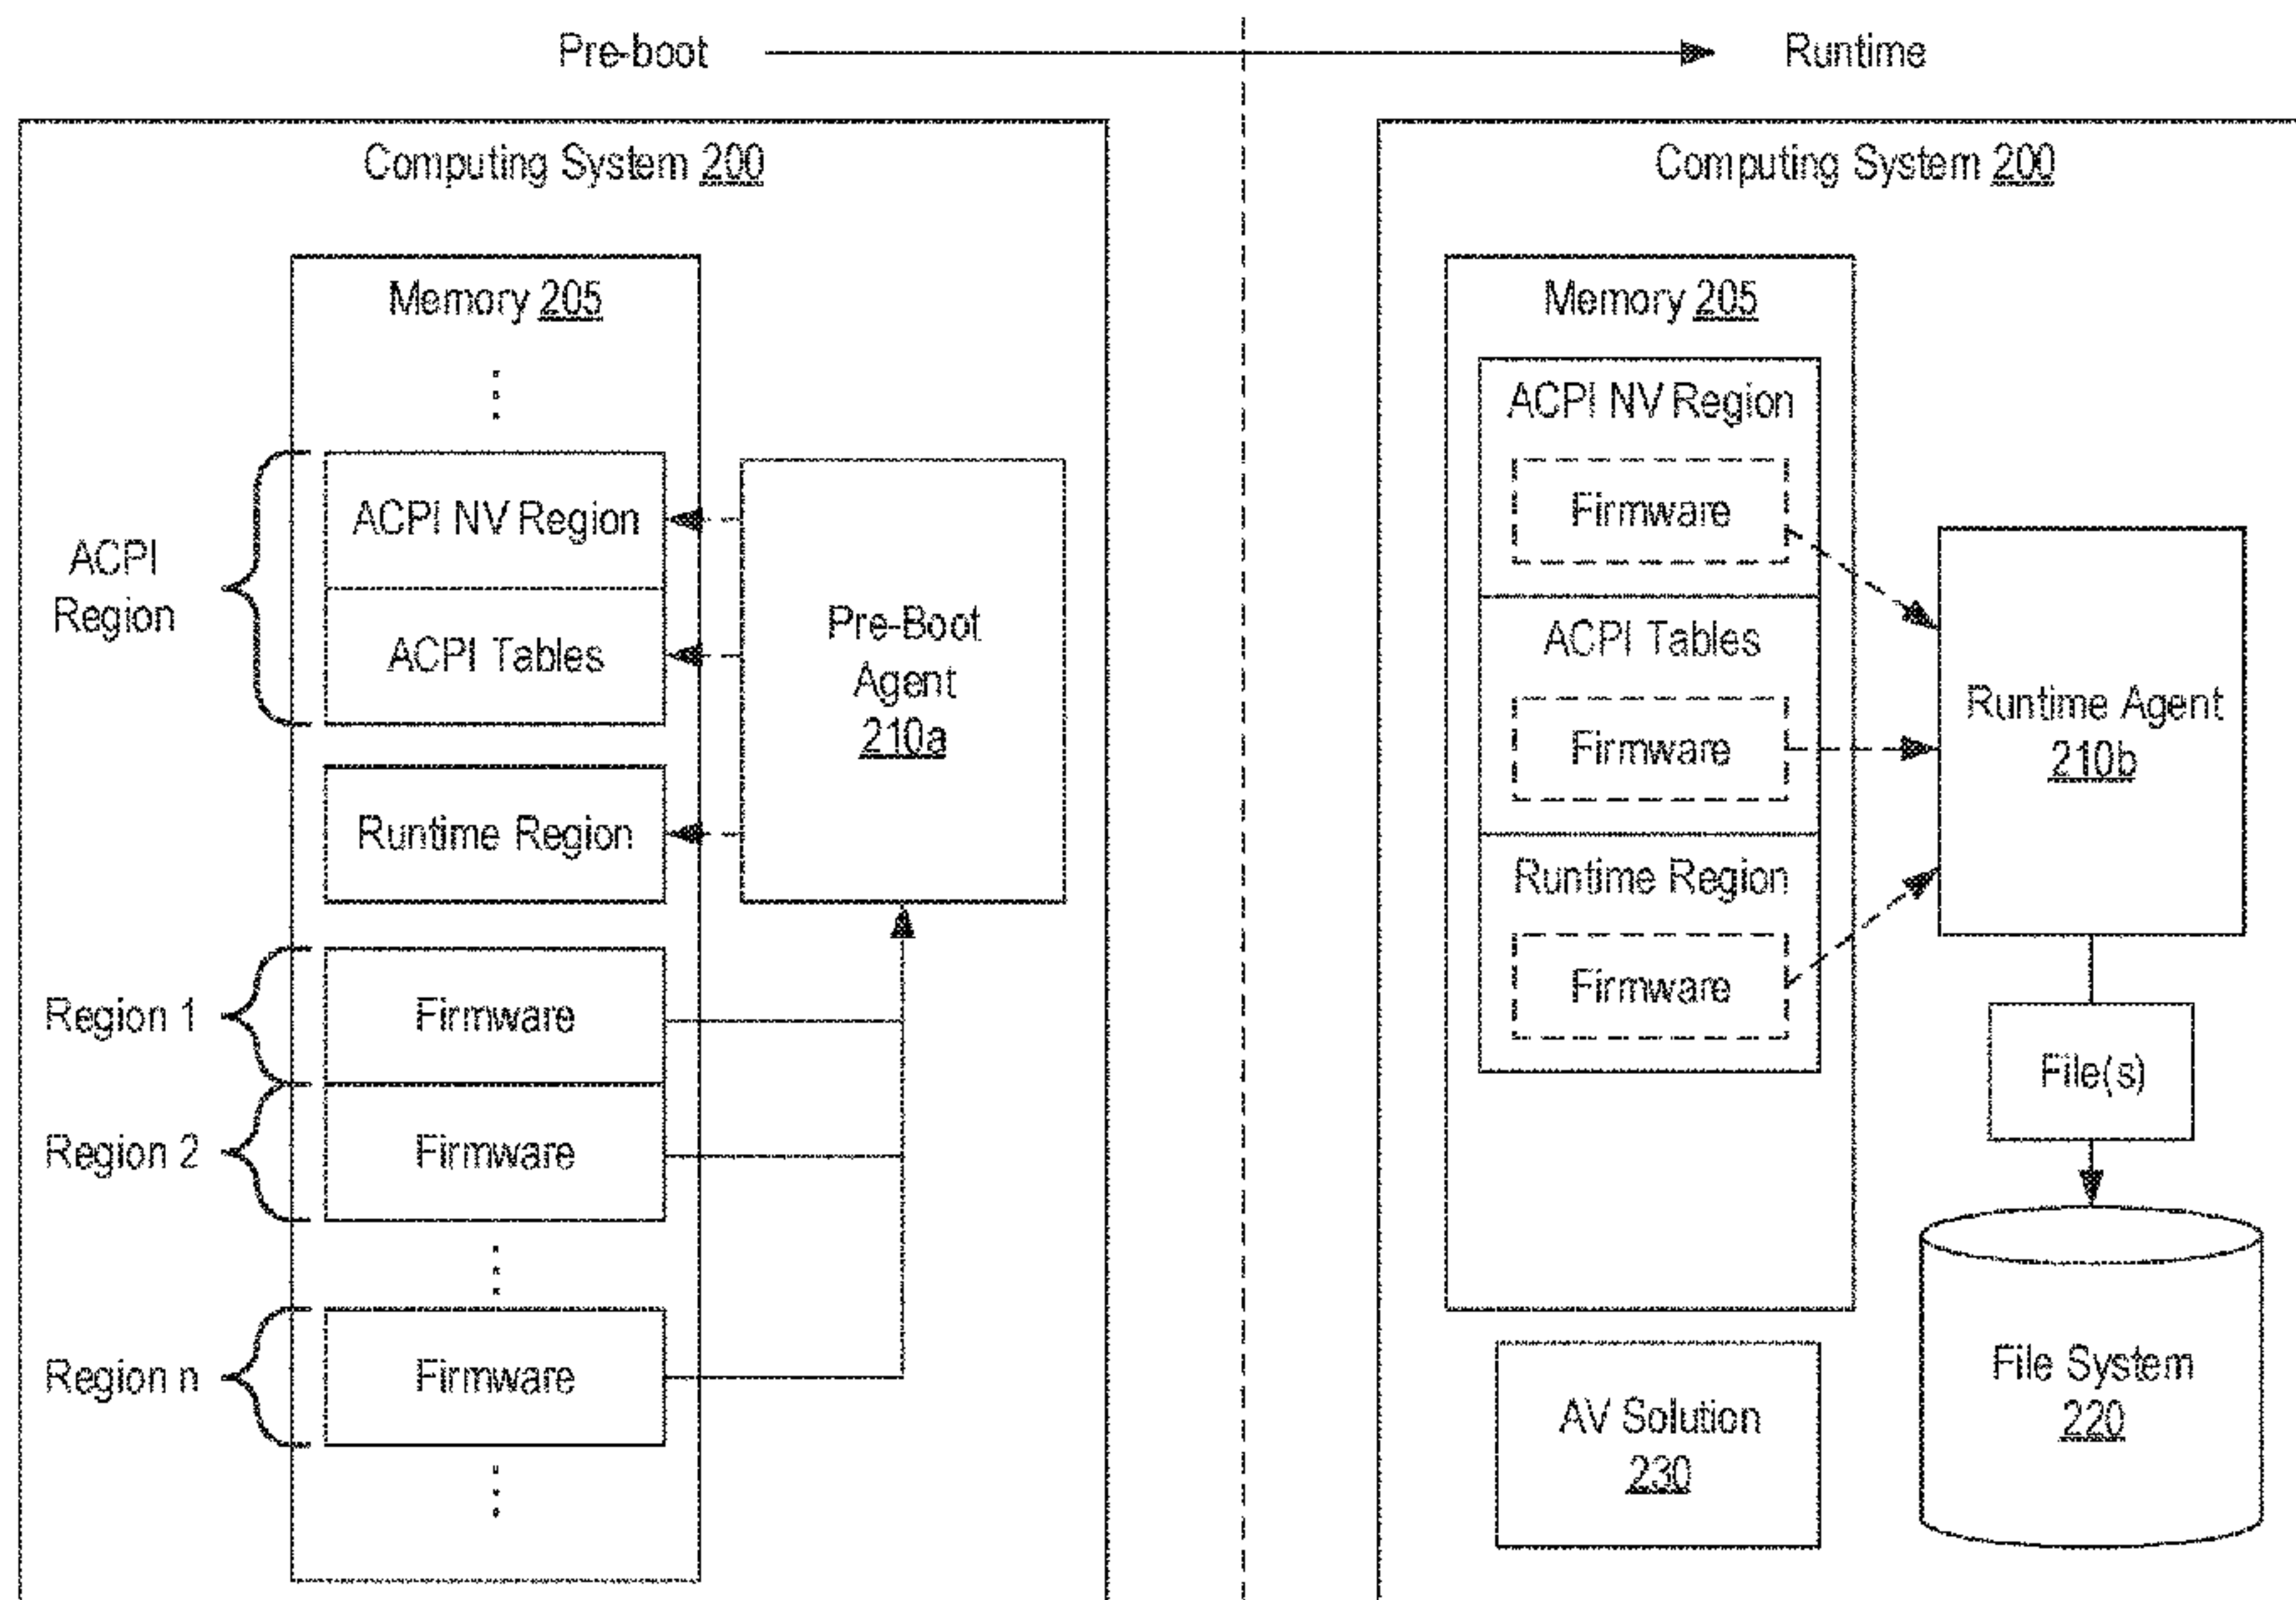 Pre-boot
Runtime
Computing System 200
Memory 205
ACPI
Region
ACPI NV Region
ACPI Tables
Runtime Region
Pre-Boot
Agent
210a
Region 1
Firmware
Region 2
Firmware
Region n
Firmware
Computing System 200
Memory 205
ACPI NV Region
Firmware
ACPI Tables
Firmware
Runtime Region
Firmware
Runtime Agent
210b
File(s)
File System
220
AV Solution
230